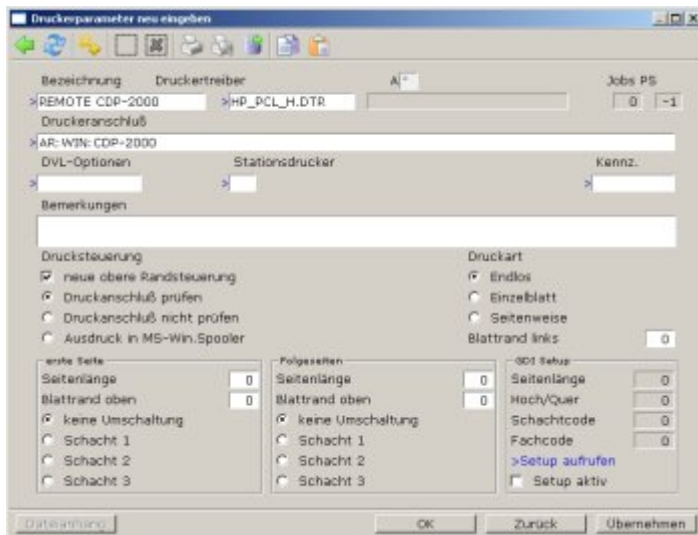 Druckerparameter neu eingeben
Bezeichnung Druckertreiber A Jobs PS
>REMOTE CDP-2000 >HP_PCL_H.DTR 0 -1
Druckeranschluß
>AR: WIN: CDP-2000
DVL-Optionen Stationsdrucker Kennz.
> > >
Bemerkungen
Drucksteuerung Druckart
neue obere Randsteuerung Endlos
Druckanschluß prüfen Einzelblatt
Druckanschluß nicht prüfen Seitenweise
Ausdruck in MS-Win.Spooler Blattrand links 0
erste Seite Folgeseiten GDI Setup
Seitenlänge 0 Seitenlänge 0 Seitenlänge 0
Blattrand oben 0 Blattrand oben 0 Hoch/Quer 0
keine Umschaltung keine Umschaltung Schachtcode 0
Schacht 1 Schacht 1 Fachcode 0
Schacht 2 Schacht 2 >Setup aufrufen
Schacht 3 Schacht 3 Setup aktiv
Dateianhang OK Zurück Übernehmen